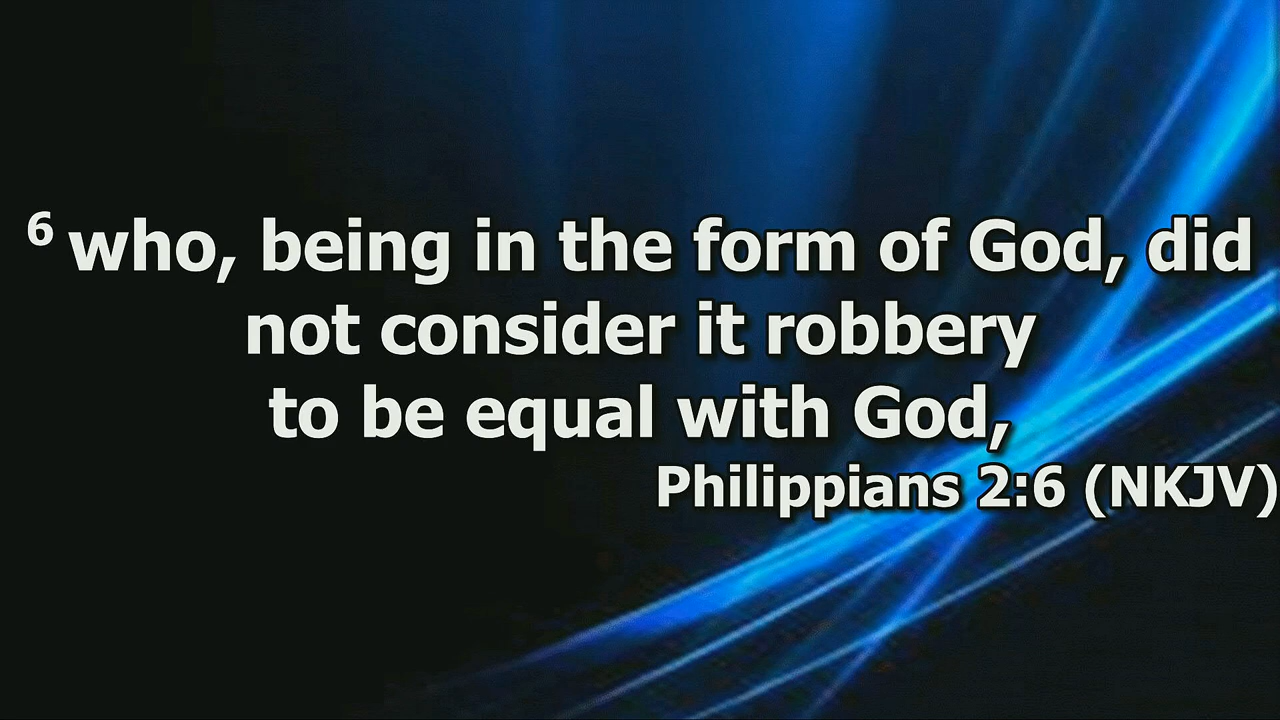 6 who, being in the form of God, did
not consider it robbery
to be equal with God,
Philippians 2:6 (NKJV)